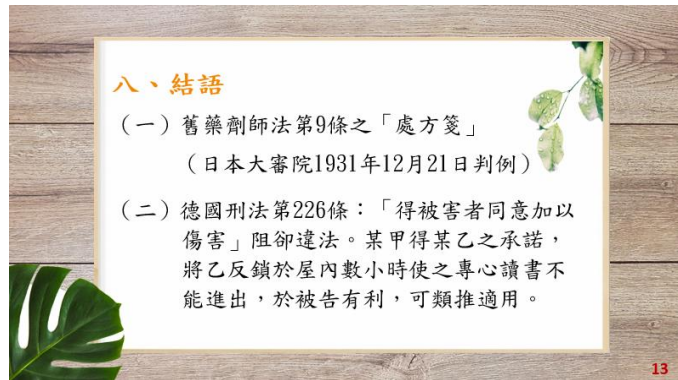 八、結語
（一）舊藥劑師法第9條之「處方箋」
（日本大審院1931年12月21日判例）
（二）德國刑法第226條：「得被害者同意加以
傷害」阻卻違法。某甲得某乙之承諾，
將乙反鎖於屋內數小時使之專心讀書不
能進出，於被告有利，可類推適用。
13